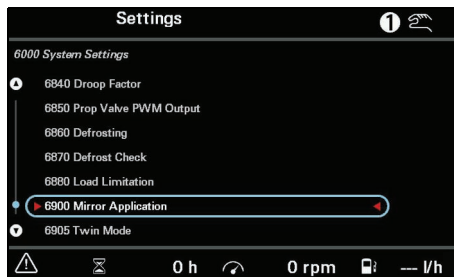 Settings
1
6000 System Settings
6840 Droop Factor
6850 Prop Valve PWM Output
6860 Defrosting
6870 Defrost Check
6880 Load Limitation
6900 Mirror Application
6905 Twin Mode
0 h 0 rpm --- l/h